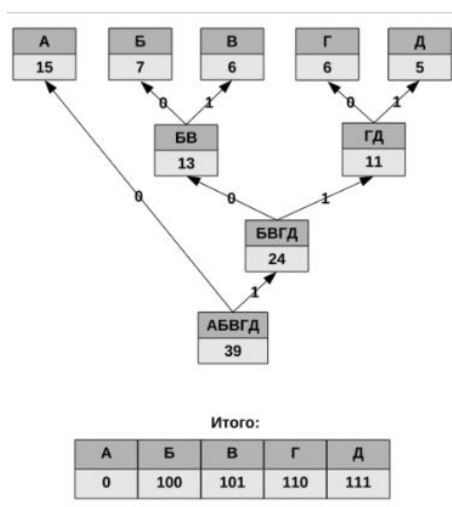 А Б В Г Д
15 7 6 6 5
0 1 0 1
БВ ГД
13 11
0 0 1
БВГД
24
1
АБВГД
39
Итого:
А Б В Г Д
0 100 101 110 111